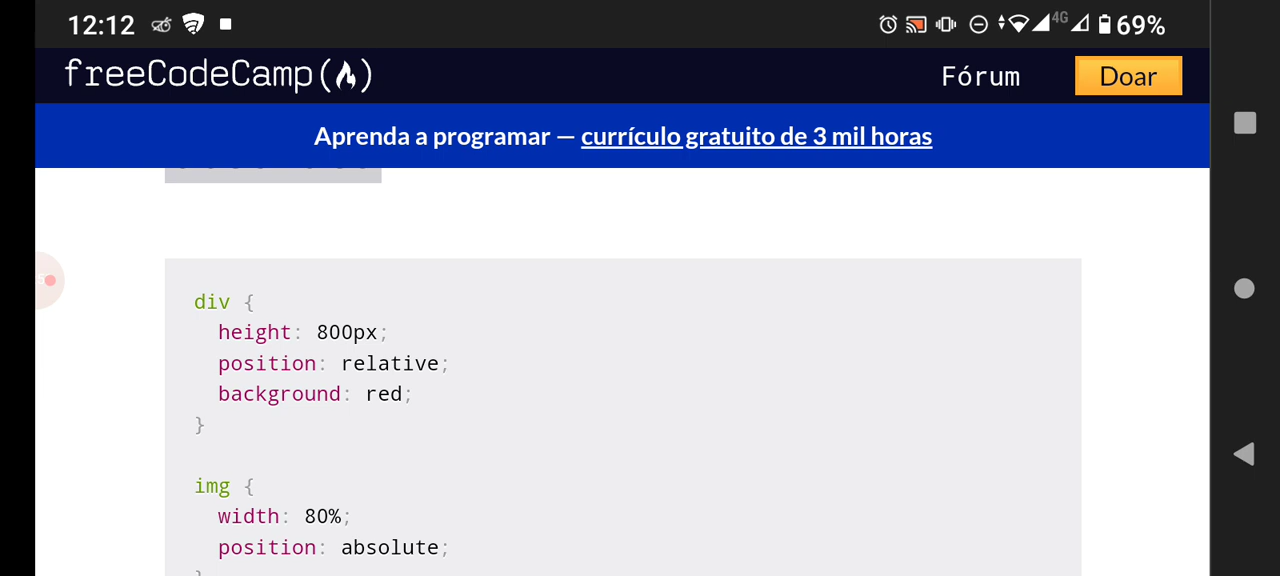 12:12 4G 69%
freeCodeCamp(🔥) Fórum Doar
Aprenda a programar — currículo gratuito de 3 mil horas
div {
  height: 800px;
  position: relative;
  background: red;
}
img {
  width: 80%;
  position: absolute;
}